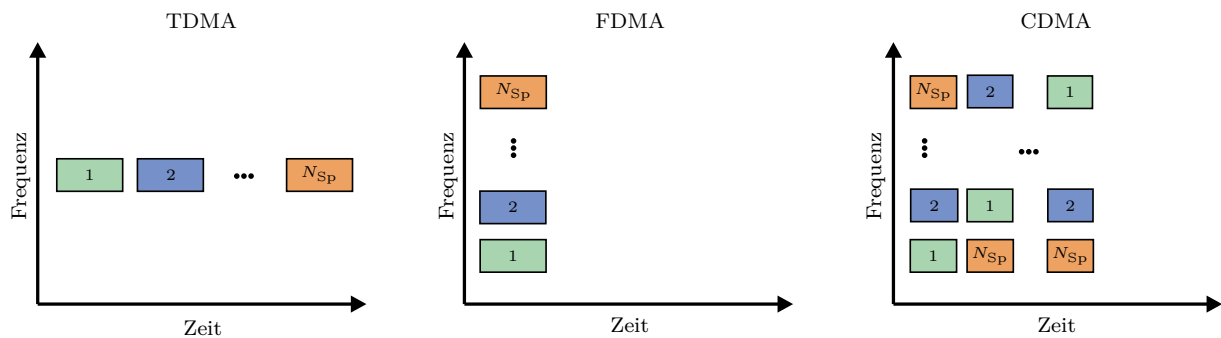 TDMA
Frequenz
1 2 ••• N_Sp
Zeit
FDMA
Frequenz
N_Sp
2
1
Zeit
CDMA
Frequenz
N_Sp 2 1
•••
2 1 2
1 N_Sp N_Sp
Zeit